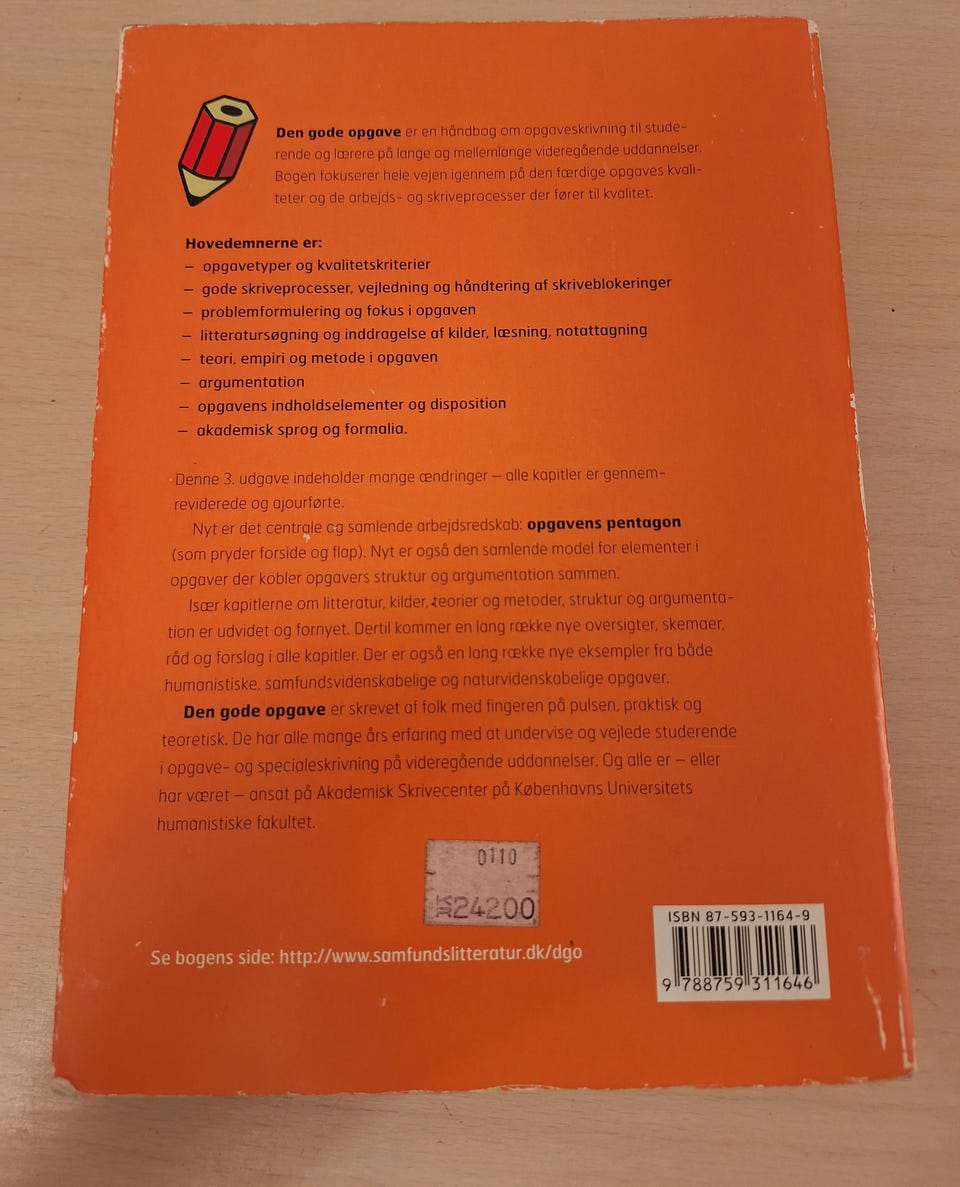 Den gode opgave er en håndbog om opgaveskrivning til stude-
rende og lærere på lange og mellemlange videregående uddannelser.
Bogen fokuserer hele vejen igennem på den færdige opgaves kvali-
teter og de arbejds- og skriveprocesser der fører til kvalitet.
Hovedemnerne er:
– opgavetyper og kvalitetskriterier
– gode skriveprocesser, vejledning og håndtering af skriveblokeringer
– problemformulering og fokus i opgaven
– litteratursøgning og inddragelse af kilder, læsning, notattagning
– teori, empiri og metode i opgaven
– argumentation
– opgavens indholdselementer og disposition
– akademisk sprog og formalia.
Denne 3. udgave indeholder mange ændringer – alle kapitler er gennem-
reviderede og ajourførte.
Nyt er det centrale og samlende arbejdsredskab: opgavens pentagon
(som pryder forside og flap). Nyt er også den samlende model for elementer i
opgaver der kobler opgavers struktur og argumentation sammen.
Især kapitlerne om litteratur, kilder, teorier og metoder, struktur og argumenta-
tion er udvidet og fornyet. Dertil kommer en lang række nye oversigter, skemaer,
råd og forslag i alle kapitler. Der er også en lang række nye eksempler fra både
humanistiske, samfundsvidenskabelige og naturvidenskabelige opgaver.
Den gode opgave er skrevet af folk med fingeren på pulsen, praktisk og
teoretisk. De har alle mange års erfaring med at undervise og vejlede studerende
i opgave- og specialeskrivning på videregående uddannelser. Og alle er – eller
har været – ansat på Akademisk Skrivecenter på Københavns Universitets
humanistiske fakultet.
0110
24200
ISBN 87-593-1164-9
9 788759 311646
Se bogens side: http://www.samfundslitteratur.dk/dgo